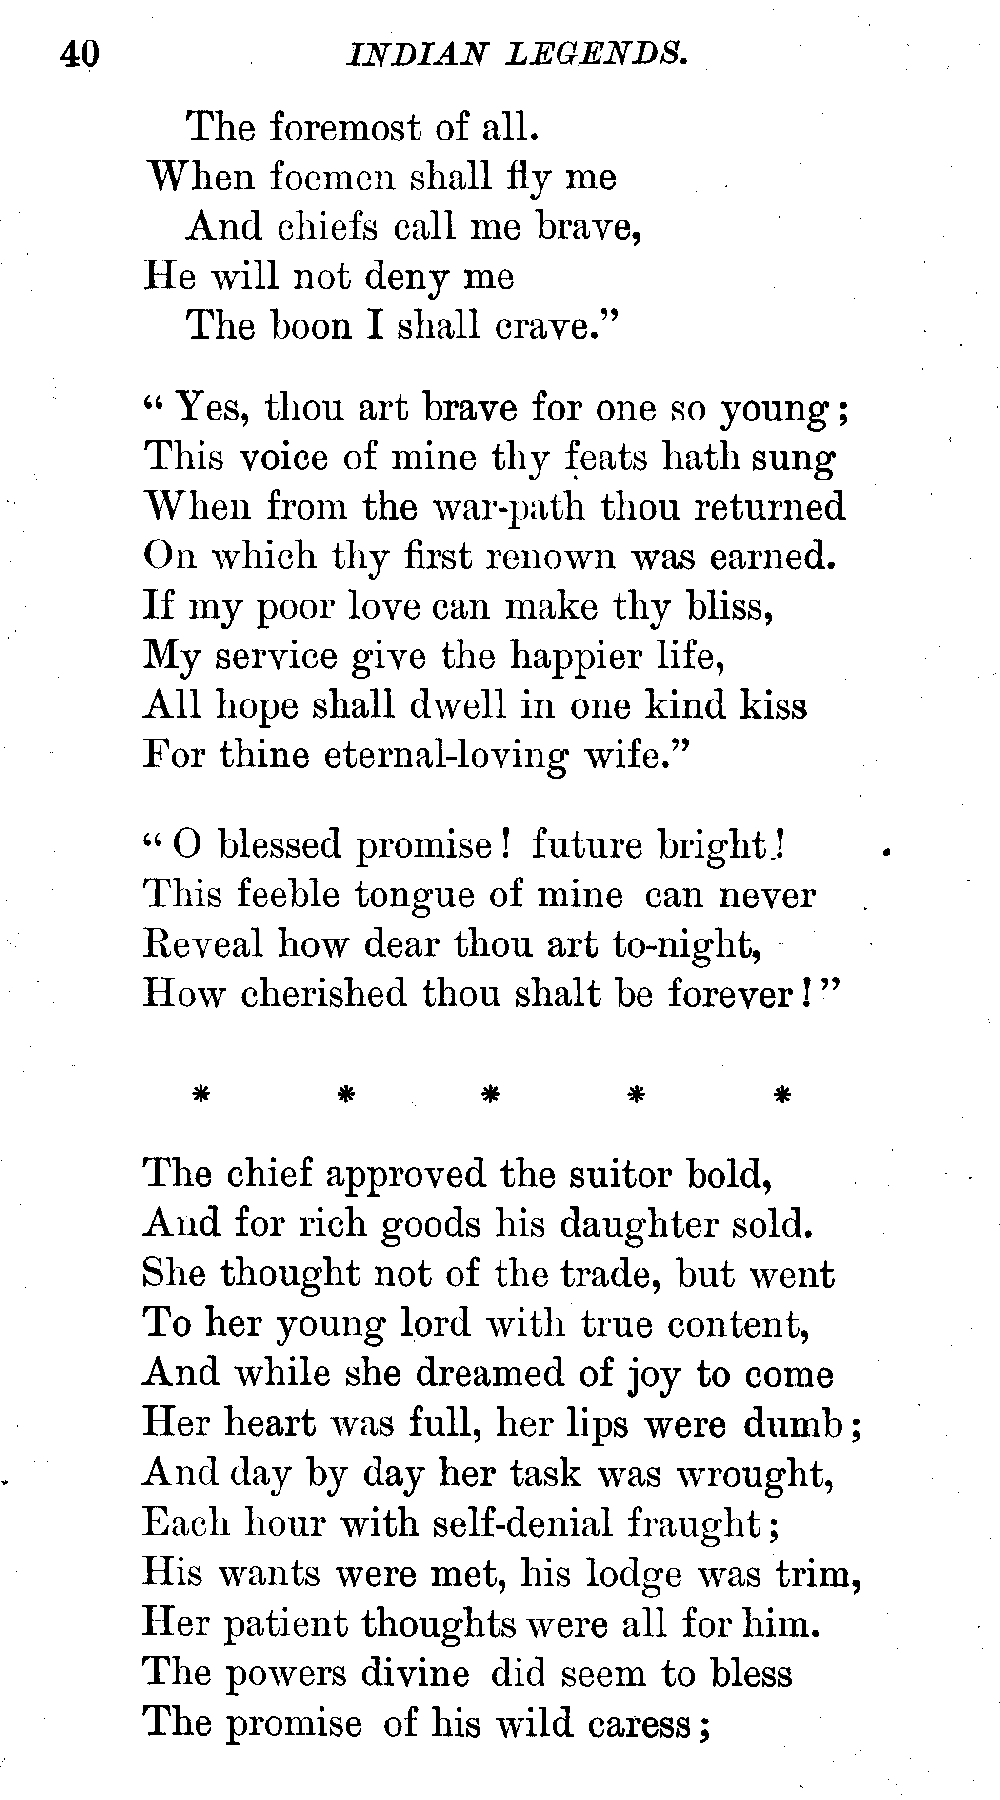 40 INDIAN LEGENDS.
The foremost of all.
When foemen shall fly me
And chiefs call me brave,
He will not deny me
The boon I shall crave.”
“ Yes, thou art brave for one so young ;
This voice of mine thy feats hath sung
When from the war-path thou returned
On which thy first renown was earned.
If my poor love can make thy bliss,
My service give the happier life,
All hope shall dwell in one kind kiss
For thine eternal-loving wife.”
“ O blessed promise ! future bright !
This feeble tongue of mine can never
Reveal how dear thou art to-night,
How cherished thou shalt be forever ! ”
* * * * *
The chief approved the suitor bold,
And for rich goods his daughter sold.
She thought not of the trade, but went
To her young lord with true content,
And while she dreamed of joy to come
Her heart was full, her lips were dumb ;
And day by day her task was wrought,
Each hour with self-denial fraught ;
His wants were met, his lodge was trim,
Her patient thoughts were all for him.
The powers divine did seem to bless
The promise of his wild caress ;